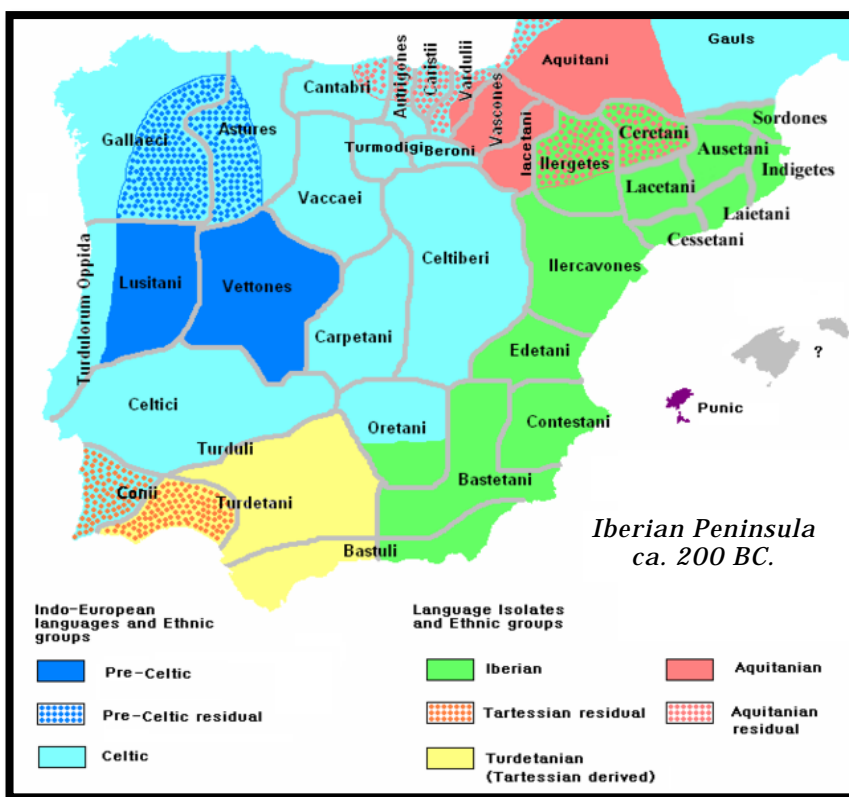 Gauls
Aquitani
Cantabri
Autrigones
Caristii
Vardulii
Vascones
Iacetani
Sordones
Gallaeci
Astures
Turmodigi
Beroni
Ilergetes
Ceretani
Ausetani
Indigetes
Vaccaei
Lacetani
Laietani
Cessetani
Turdulorum Oppida
Lusitani
Vettones
Celtiberi
Ilercavones
Carpetani
Edetani
?
Punic
Celtici
Oretani
Contestani
Turduli
Bastetani
Conii
Turdetani
Bastuli
Iberian Peninsula
ca. 200 BC.
Indo-European
languages and Ethnic
groups
Pre-Celtic
Pre-Celtic residual
Celtic
Language Isolates
and Ethnic groups
Iberian
Tartessian residual
Turdetanian
(Tartessian derived)
Aquitanian
Aquitanian
residual